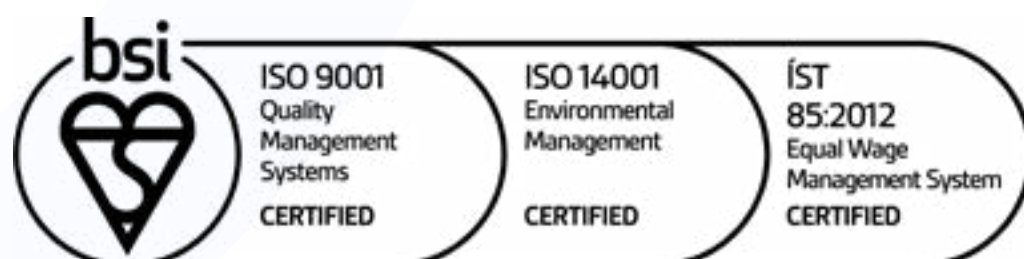 bsi
ISO 9001
Quality
Management
Systems
CERTIFIED
ISO 14001
Environmental
Management
CERTIFIED
ÍST
85:2012
Equal Wage
Management System
CERTIFIED